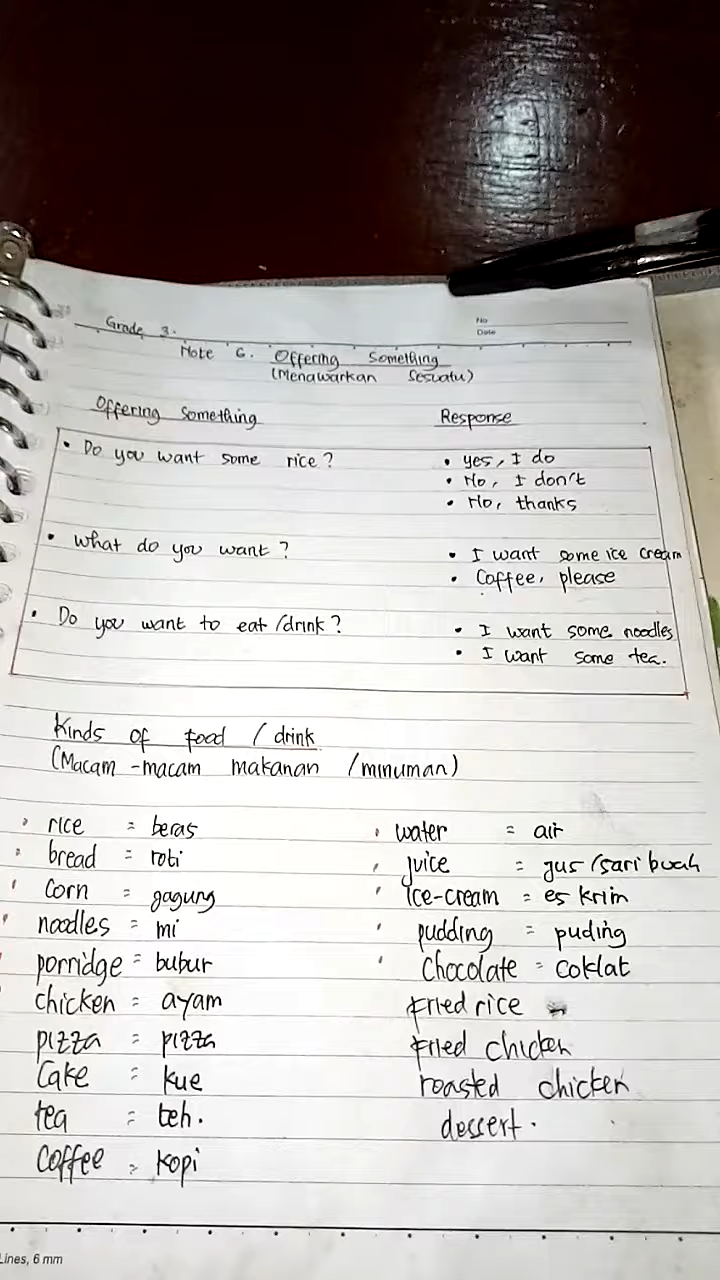 Grade 3.
No
Date
Note 6. Offering Something
(Menawarkan Sesuatu)
Offering Something Response
• Do you want some rice? • yes, I do
• No, I don't
• No, thanks
• What do you want? • I want some ice cream
• Coffee, please
• Do you want to eat/drink? • I want some noodles
• I want some tea.
Kinds of food / drink
(Macam-macam makanan /minuman)
rice = beras water = air
bread = roti juice = jus/sari buah
corn = jagung ice-cream = es krim
noodles = mi pudding = puding
porridge = bubur chocolate = coklat
chicken = ayam Fried rice
pizza = pizza Fried chicken
Cake = kue roasted chicken
tea = teh. dessert.
coffee = kopi
Lines, 6 mm